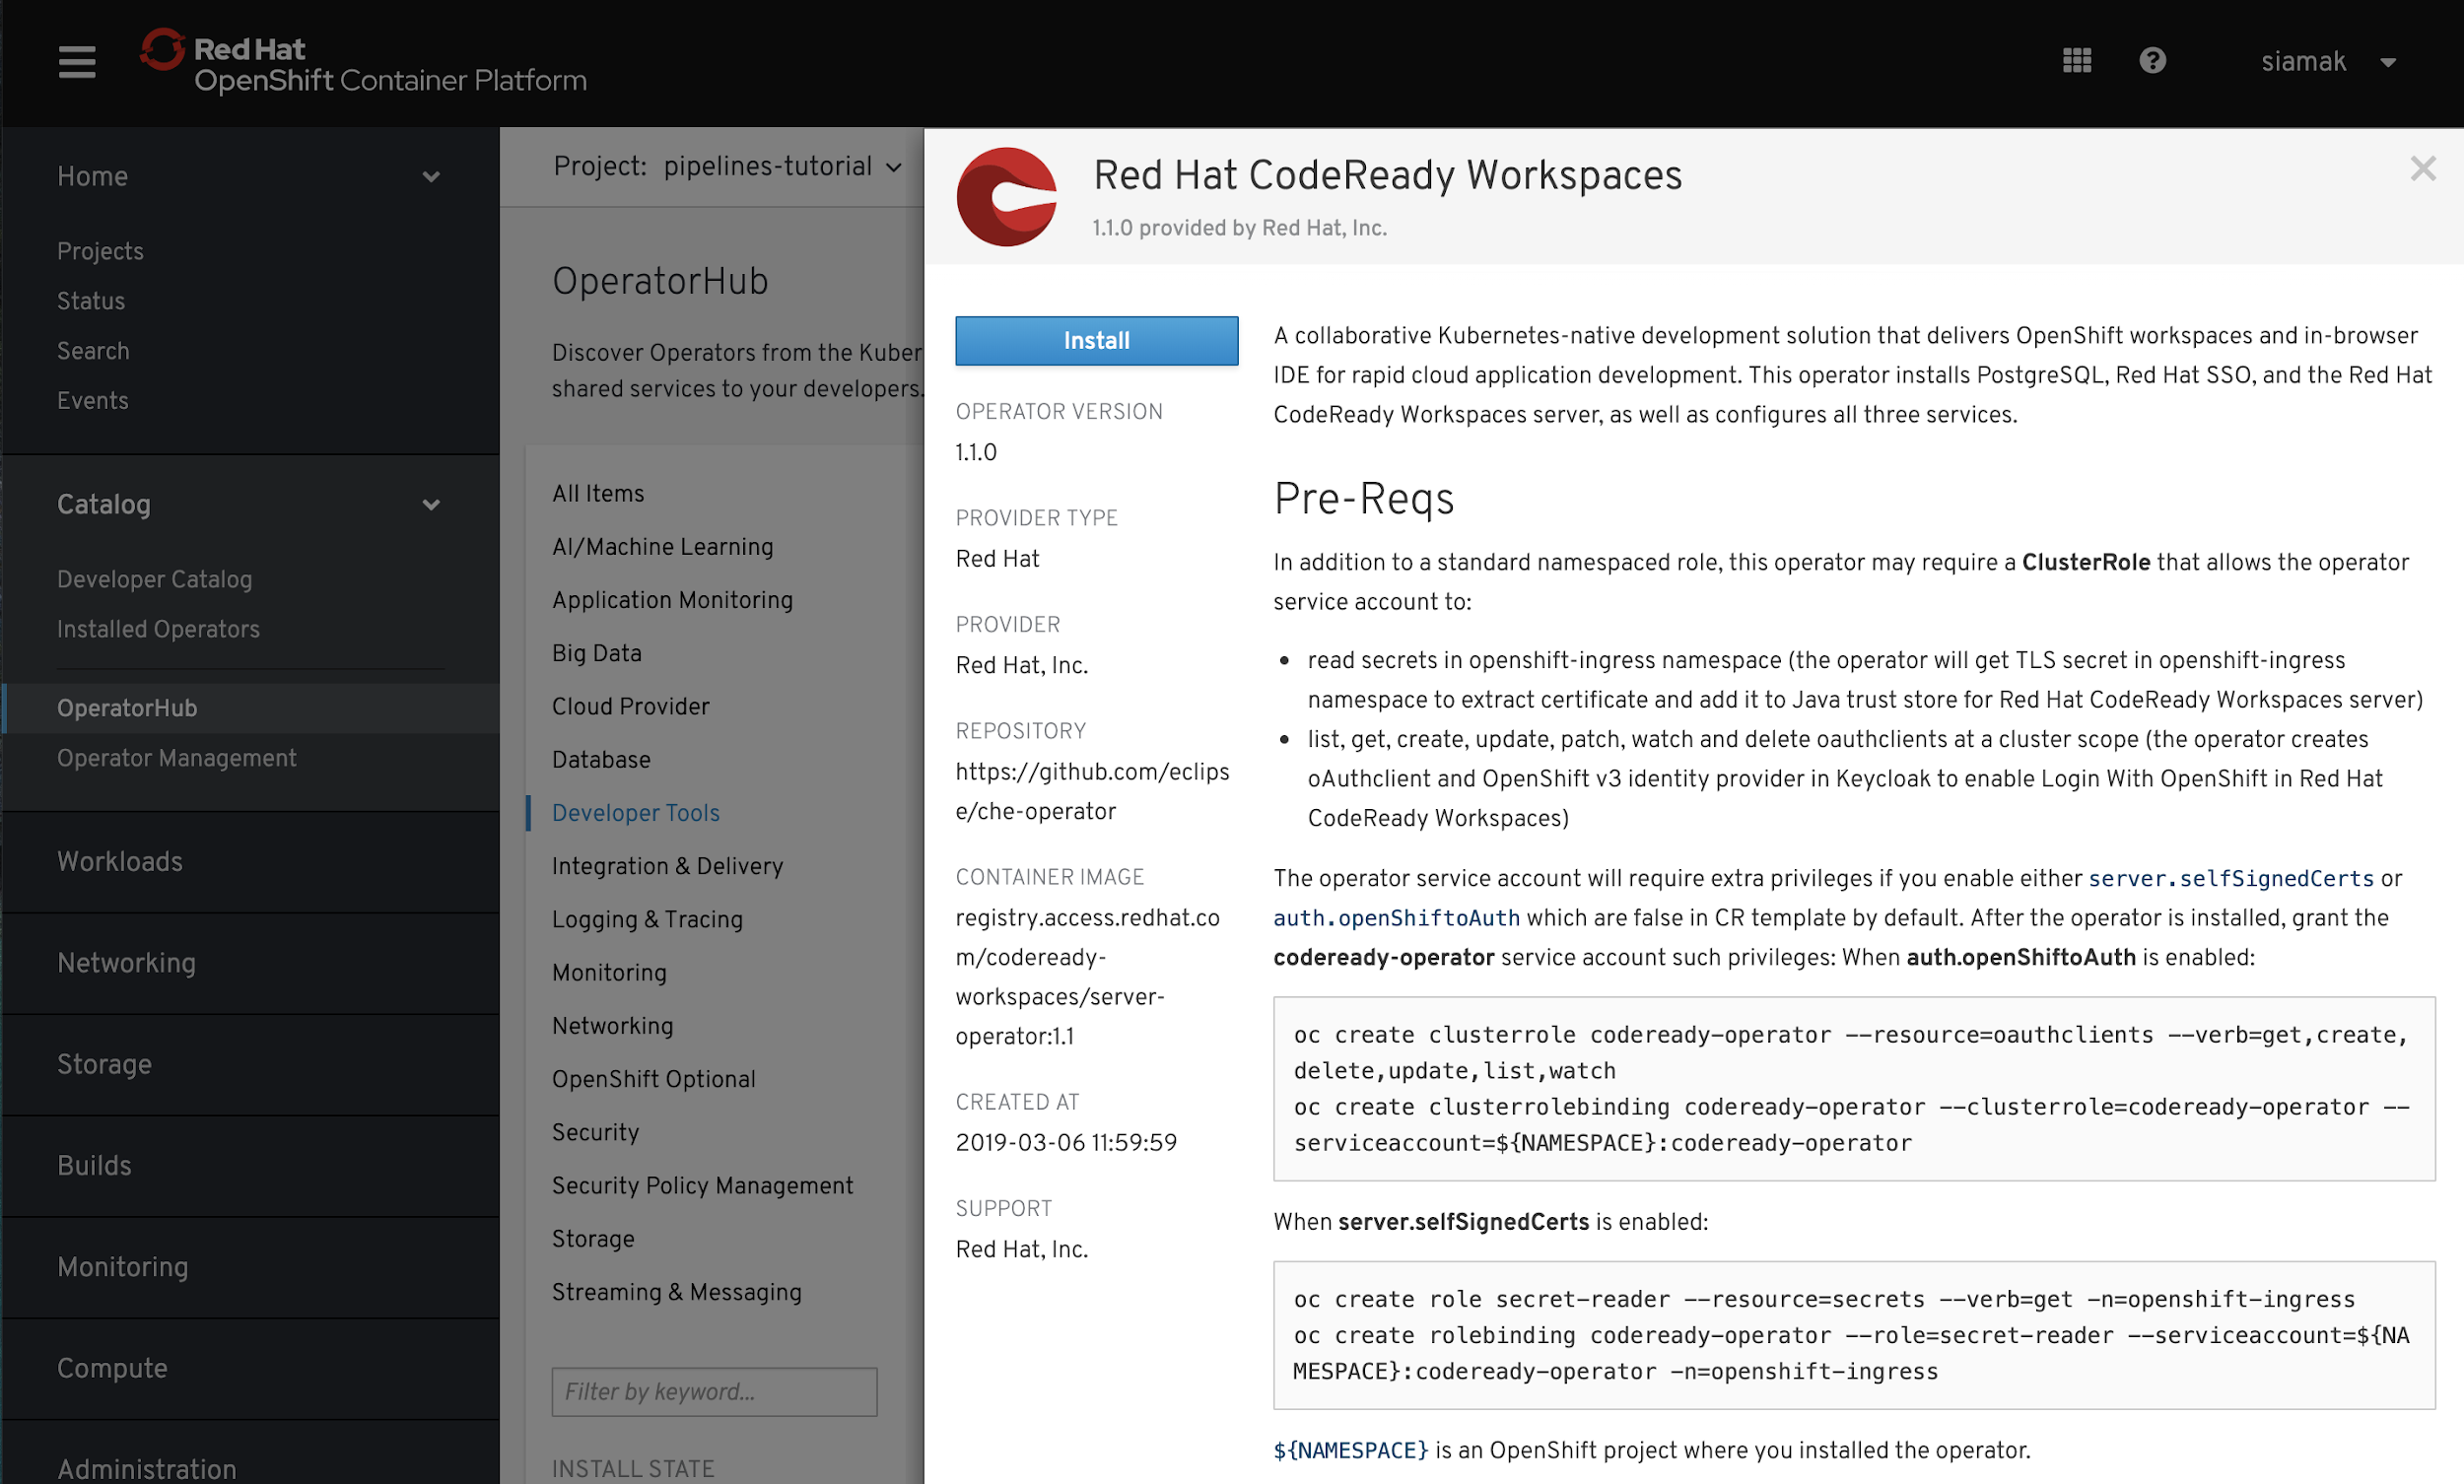 Red Hat
OpenShift Container Platform
siamak
Home
Projects
Status
Search
Events
Catalog
Developer Catalog
Installed Operators
OperatorHub
Operator Management
Workloads
Networking
Storage
Builds
Monitoring
Compute
Administration
Project: pipelines-tutorial
OperatorHub
Discover Operators from the Kuber
shared services to your developers.
All Items
AI/Machine Learning
Application Monitoring
Big Data
Cloud Provider
Database
Developer Tools
Integration & Delivery
Logging & Tracing
Monitoring
Networking
OpenShift Optional
Security
Security Policy Management
Storage
Streaming & Messaging
Filter by keyword...
INSTALL STATE
Red Hat CodeReady Workspaces
1.1.0 provided by Red Hat, Inc.
Install
OPERATOR VERSION
1.1.0
PROVIDER TYPE
Red Hat
PROVIDER
Red Hat, Inc.
REPOSITORY
https://github.com/eclips
e/che-operator
CONTAINER IMAGE
registry.access.redhat.co
m/codeready-
workspaces/server-
operator:1.1
CREATED AT
2019-03-06 11:59:59
SUPPORT
Red Hat, Inc.
A collaborative Kubernetes-native development solution that delivers OpenShift workspaces and in-browser
IDE for rapid cloud application development. This operator installs PostgreSQL, Red Hat SSO, and the Red Hat
CodeReady Workspaces server, as well as configures all three services.
Pre-Reqs
In addition to a standard namespaced role, this operator may require a ClusterRole that allows the operator
service account to:
• read secrets in openshift-ingress namespace (the operator will get TLS secret in openshift-ingress
namespace to extract certificate and add it to Java trust store for Red Hat CodeReady Workspaces server)
• list, get, create, update, patch, watch and delete oauthclients at a cluster scope (the operator creates
oAuthclient and OpenShift v3 identity provider in Keycloak to enable Login With OpenShift in Red Hat
CodeReady Workspaces)
The operator service account will require extra privileges if you enable either server.selfSignedCerts or
auth.openShiftoAuth which are false in CR template by default. After the operator is installed, grant the
codeready-operator service account such privileges: When auth.openShiftoAuth is enabled:
oc create clusterrole codeready-operator --resource=oauthclients --verb=get,create,
delete,update,list,watch
oc create clusterrolebinding codeready-operator --clusterrole=codeready-operator --
serviceaccount=${NAMESPACE}:codeready-operator
When server.selfSignedCerts is enabled:
oc create role secret-reader --resource=secrets --verb=get -n=openshift-ingress
oc create rolebinding codeready-operator --role=secret-reader --serviceaccount=${NA
MESPACE}:codeready-operator -n=openshift-ingress
${NAMESPACE} is an OpenShift project where you installed the operator.